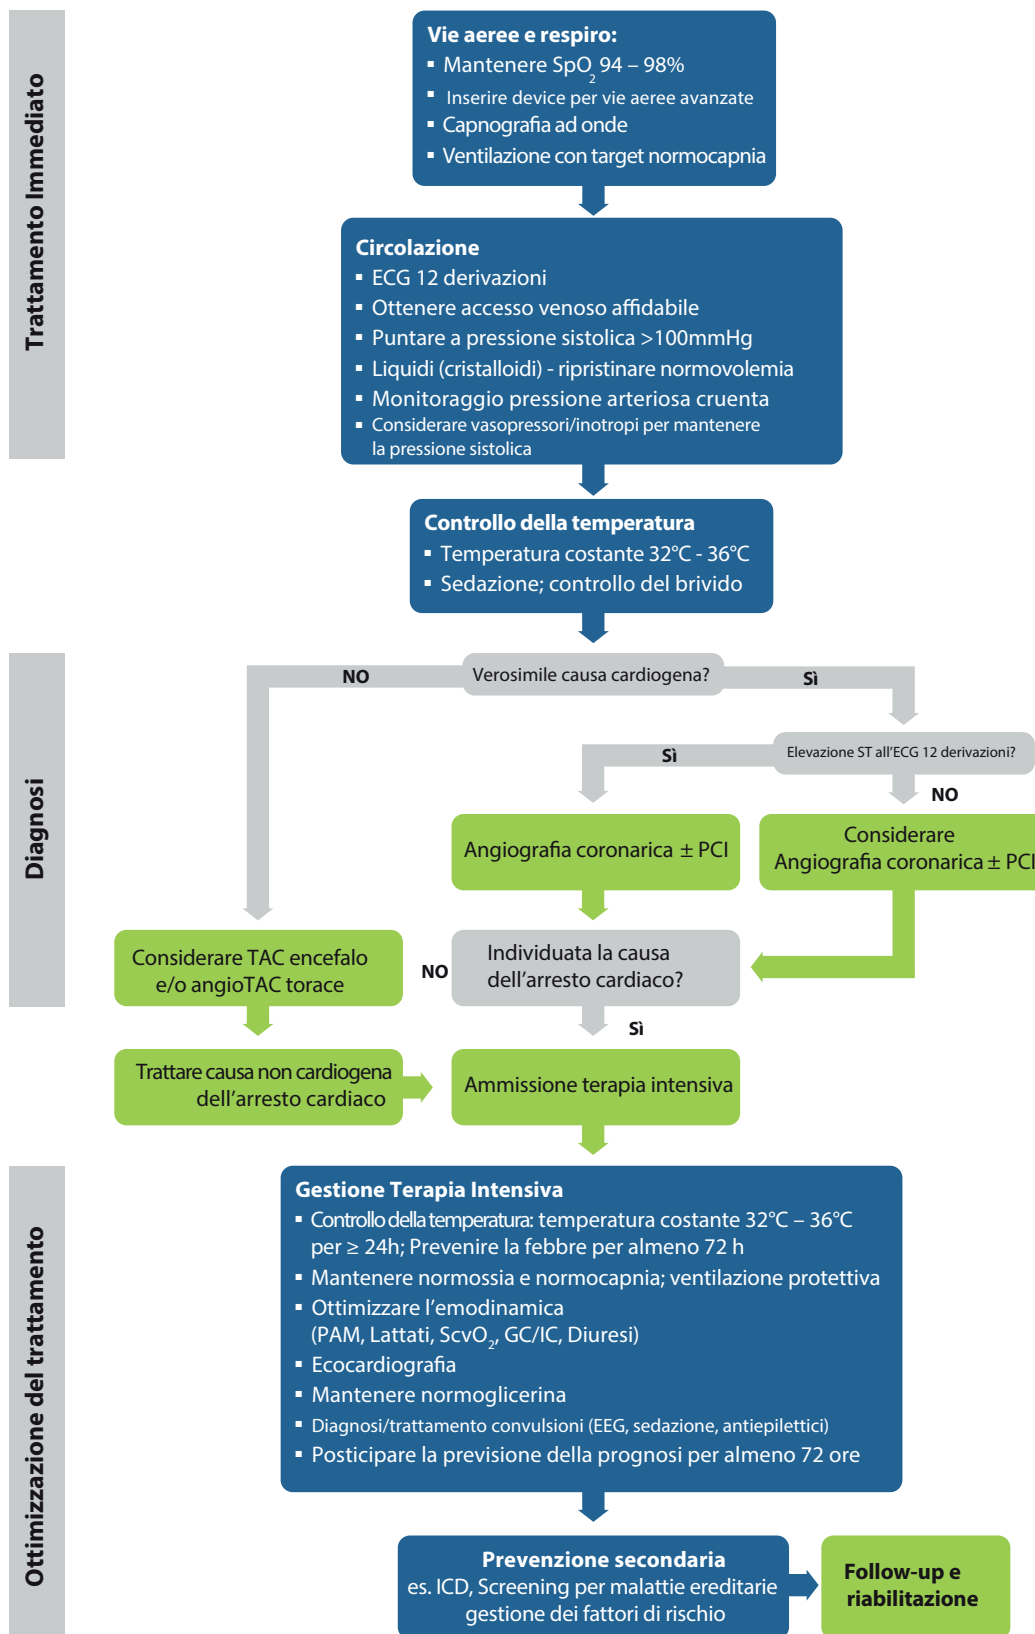 Trattamento Immediato
Vie aeree e respiro:
▪ Mantenere SpO₂ 94 – 98%
▪ Inserire device per vie aeree avanzate
▪ Capnografia ad onde
▪ Ventilazione con target normocapnia
Circolazione
▪ ECG 12 derivazioni
▪ Ottenere accesso venoso affidabile
▪ Puntare a pressione sistolica >100mmHg
▪ Liquidi (cristalloidi) - ripristinare normovolemia
▪ Monitoraggio pressione arteriosa cruenta
▪ Considerare vasopressori/inotropi per mantenere
la pressione sistolica
Controllo della temperatura
▪ Temperatura costante 32°C - 36°C
▪ Sedazione; controllo del brivido
Diagnosi
Verosimile causa cardiogena?
NO
Sì
Elevazione ST all'ECG 12 derivazioni?
Sì
NO
Angiografia coronarica ± PCI
Considerare
Angiografia coronarica ± PCI
Considerare TAC encefalo
e/o angioTAC torace
NO
Individuata la causa
dell'arresto cardiaco?
Sì
Trattare causa non cardiogena
dell'arresto cardiaco
Ammissione terapia intensiva
Ottimizzazione del trattamento
Gestione Terapia Intensiva
▪ Controllo della temperatura: temperatura costante 32°C – 36°C
per ≥ 24h; Prevenire la febbre per almeno 72 h
▪ Mantenere normossia e normocapnia; ventilazione protettiva
▪ Ottimizzare l'emodinamica
(PAM, Lattati, ScvO₂, GC/IC, Diuresi)
▪ Ecocardiografia
▪ Mantenere normoglicerina
▪ Diagnosi/trattamento convulsioni (EEG, sedazione, antiepilettici)
▪ Posticipare la previsione della prognosi per almeno 72 ore
Prevenzione secondaria
es. ICD, Screening per malattie ereditarie
gestione dei fattori di rischio
Follow-up e
riabilitazione